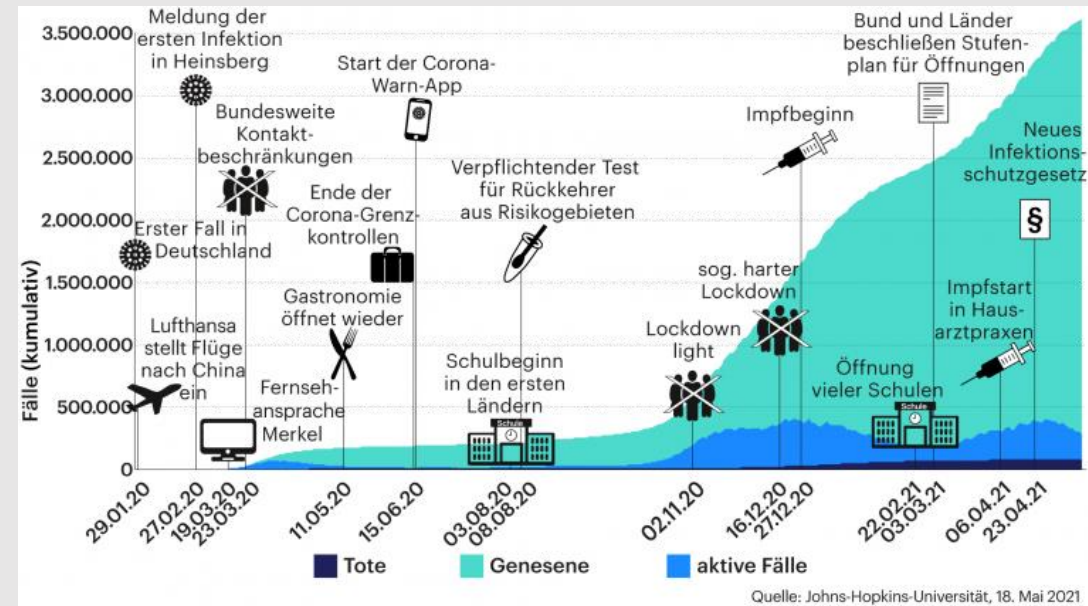 Fälle (kumulativ)
3.500.000
3.000.000
2.500.000
2.000.000
1.500.000
1.000.000
500.000
0
Meldung der
ersten Infektion
in Heinsberg
Bundesweite
Kontakt-
beschränkungen
Erster Fall in
Deutschland
Lufthansa
stellt Flüge
nach China
ein
Fernseh-
ansprache
Merkel
Start der Corona-
Warn-App
Ende der
Corona-Grenz-
kontrollen
Gastronomie
öffnet wieder
Verpflichtender Test
für Rückkehrer
aus Risikogebieten
Schulbeginn
in den ersten
Ländern
Schule
Lockdown
light
sog. harter
Lockdown
Impfbeginn
Bund und Länder
beschließen Stufen-
plan für Öffnungen
Öffnung
vieler Schulen
Schule
Neues
Infektions-
schutzgesetz
§
Impfstart
in Haus-
arztpraxen
29.01.20
27.02.20
19.03.20
23.03.20
11.05.20
15.06.20
03.08.20
08.08.20
02.11.20
16.12.20
27.12.20
22.02.21
03.03.21
06.04.21
23.04.21
Tote
Genesene
aktive Fälle
Quelle: Johns-Hopkins-Universität, 18. Mai 2021